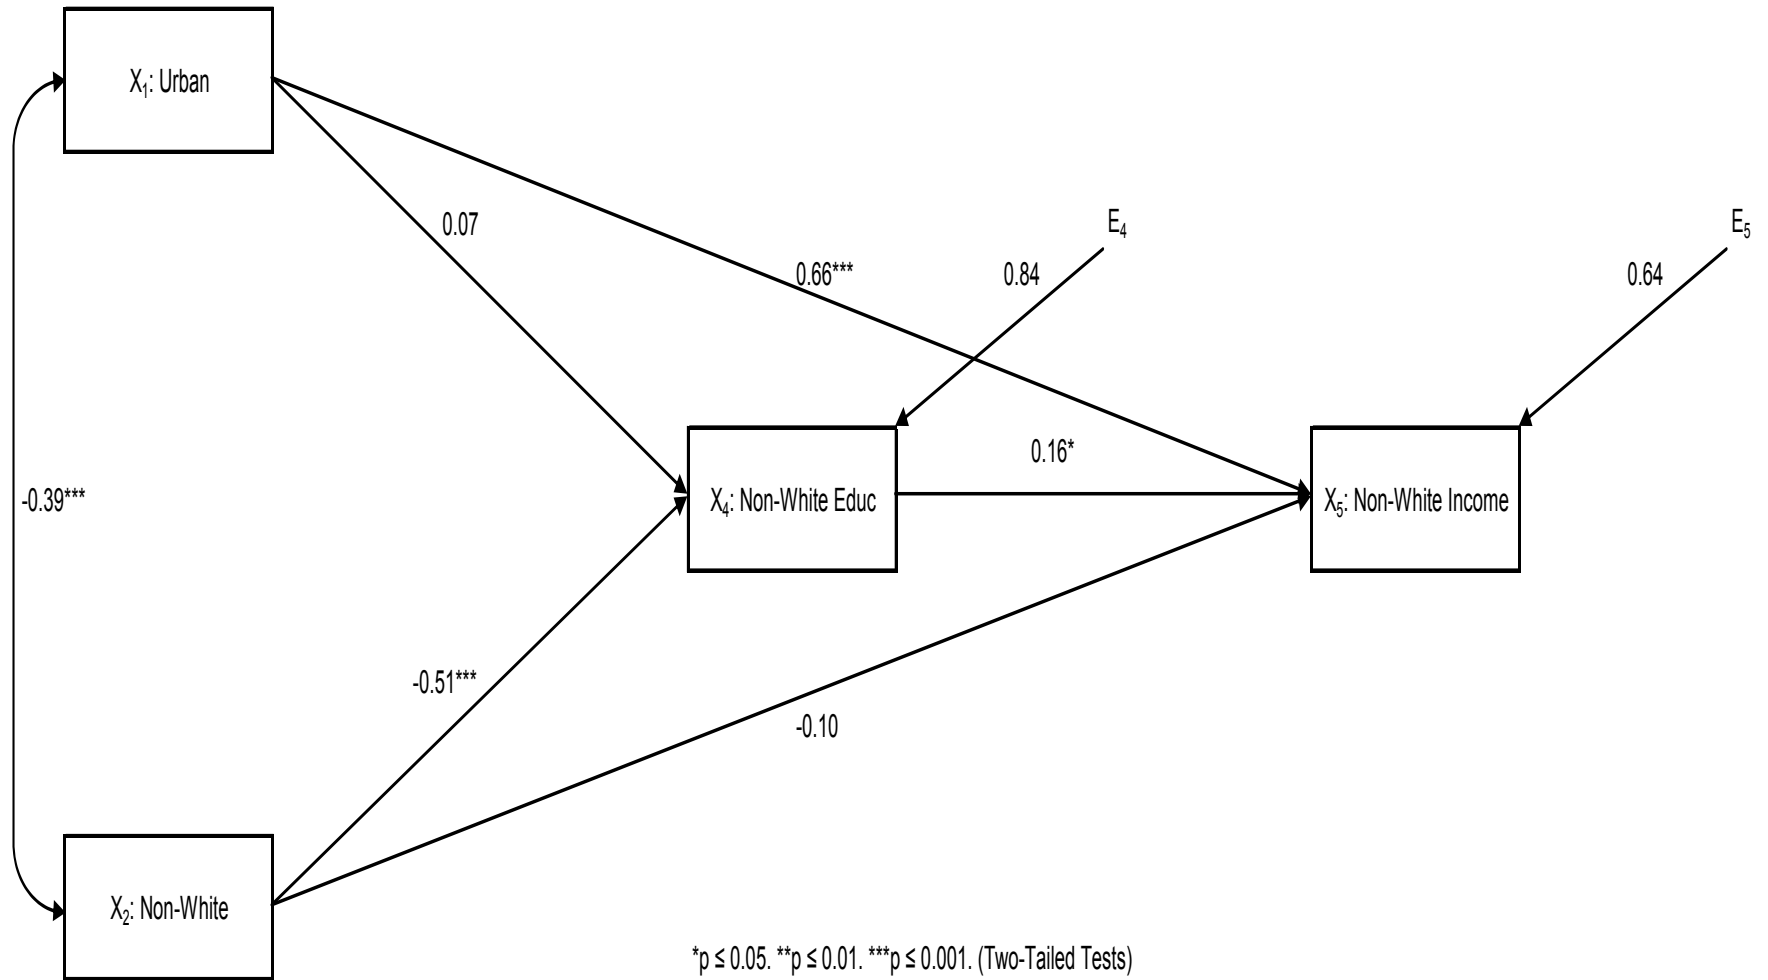 X₁: Urban
0.07
0.66***
E₄
0.84
E₅
0.64
-0.39***
X₄: Non-White Educ
0.16*
X₅: Non-White Income
-0.51***
-0.10
X₂: Non-White
*p ≤ 0.05. **p ≤ 0.01. ***p ≤ 0.001. (Two-Tailed Tests)